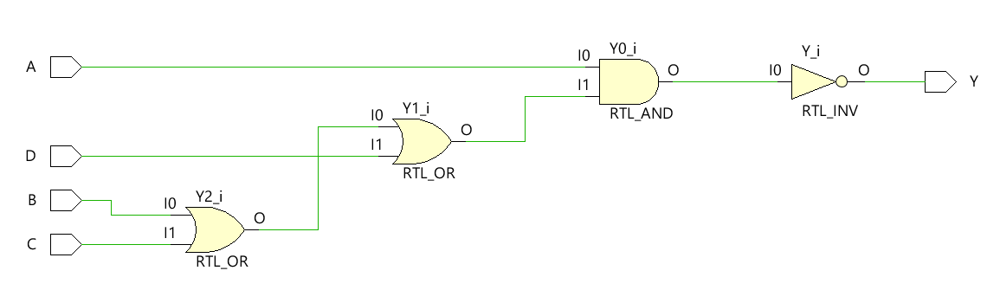 Y0_i
Y_i
I0
A
O
I0
O
I1
Y
Y1_i
RTL_AND
RTL_INV
I0
O
I1
D
RTL_OR
Y2_i
B
I0
O
I1
C
RTL_OR